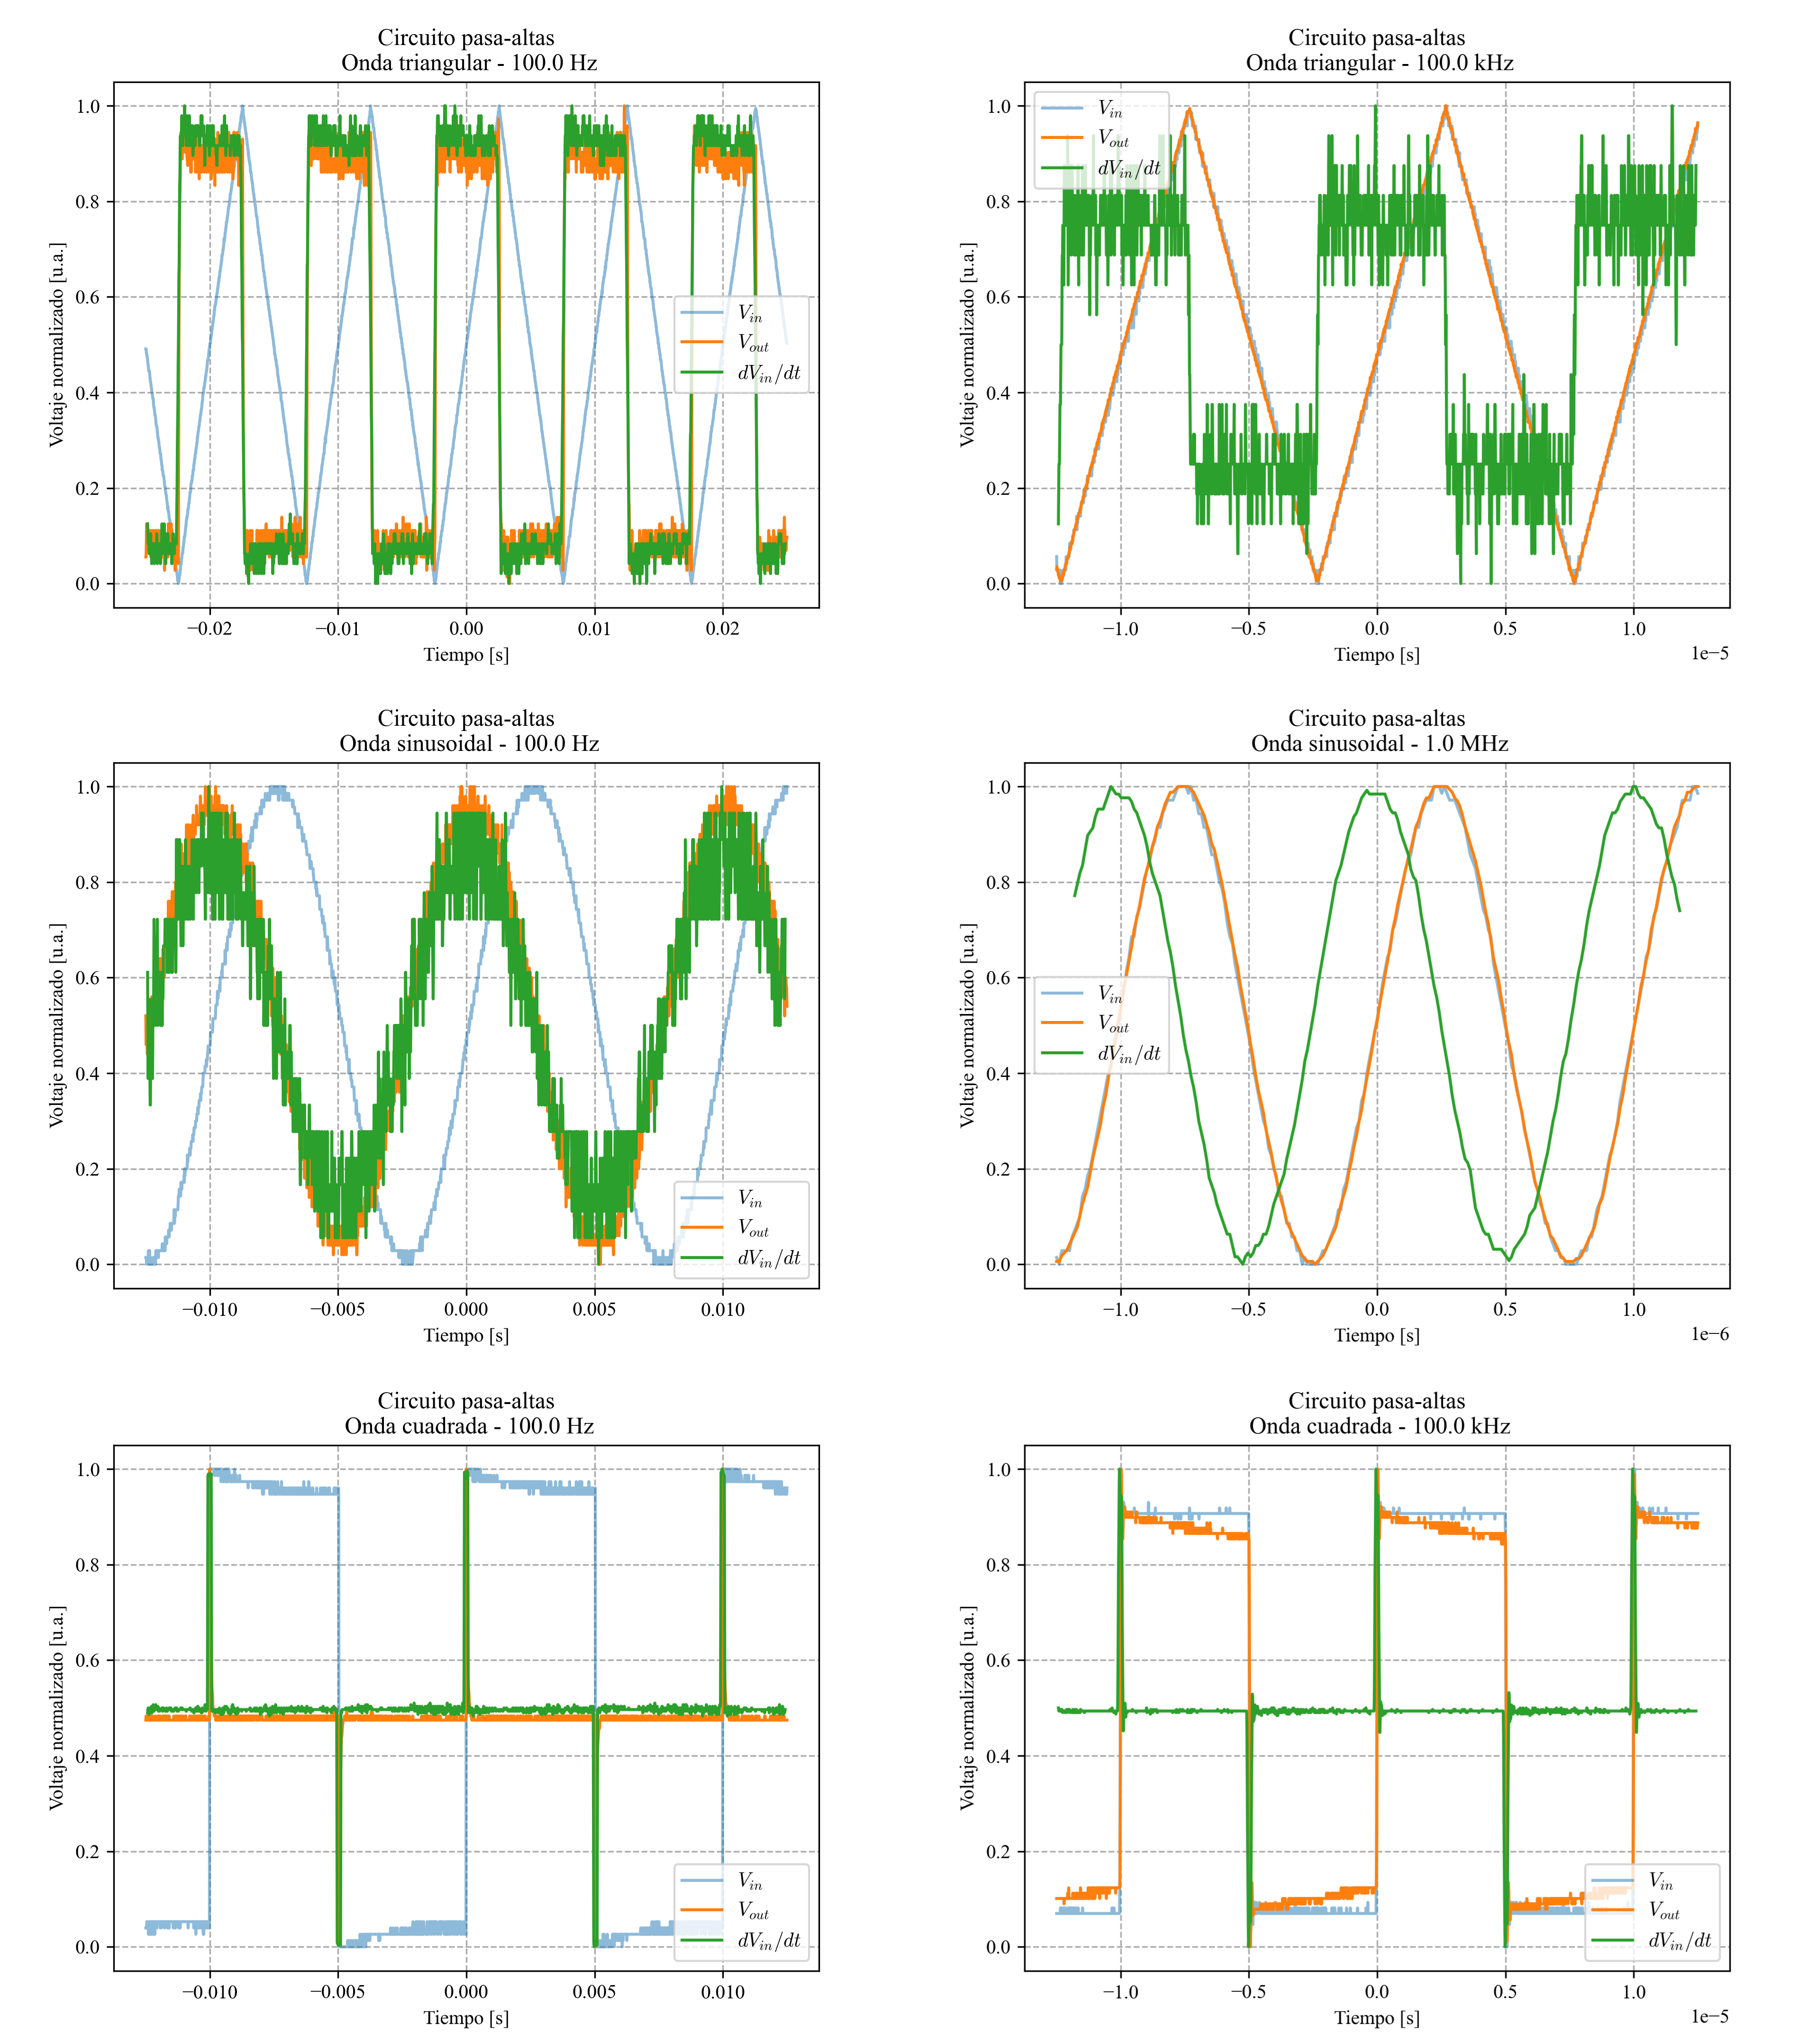 Circuito pasa-altas
Onda triangular - 100.0 Hz
Voltaje normalizado [u.a.]
1.0
0.8
0.6
0.4
0.2
0.0
V_in
V_out
dV_in/dt
−0.02
−0.01
0.00
0.01
0.02
Tiempo [s]
Circuito pasa-altas
Onda triangular - 100.0 kHz
Voltaje normalizado [u.a.]
1.0
0.8
0.6
0.4
0.2
0.0
V_in
V_out
dV_in/dt
−1.0
−0.5
0.0
0.5
1.0
Tiempo [s]
1e−5
Circuito pasa-altas
Onda sinusoidal - 100.0 Hz
Voltaje normalizado [u.a.]
1.0
0.8
0.6
0.4
0.2
0.0
V_in
V_out
dV_in/dt
−0.010
−0.005
0.000
0.005
0.010
Tiempo [s]
Circuito pasa-altas
Onda sinusoidal - 1.0 MHz
Voltaje normalizado [u.a.]
1.0
0.8
0.6
0.4
0.2
0.0
V_in
V_out
dV_in/dt
−1.0
−0.5
0.0
0.5
1.0
Tiempo [s]
1e−6
Circuito pasa-altas
Onda cuadrada - 100.0 Hz
Voltaje normalizado [u.a.]
1.0
0.8
0.6
0.4
0.2
0.0
V_in
V_out
dV_in/dt
−0.010
−0.005
0.000
0.005
0.010
Tiempo [s]
Circuito pasa-altas
Onda cuadrada - 100.0 kHz
Voltaje normalizado [u.a.]
1.0
0.8
0.6
0.4
0.2
0.0
V_in
V_out
dV_in/dt
−1.0
−0.5
0.0
0.5
1.0
Tiempo [s]
1e−5